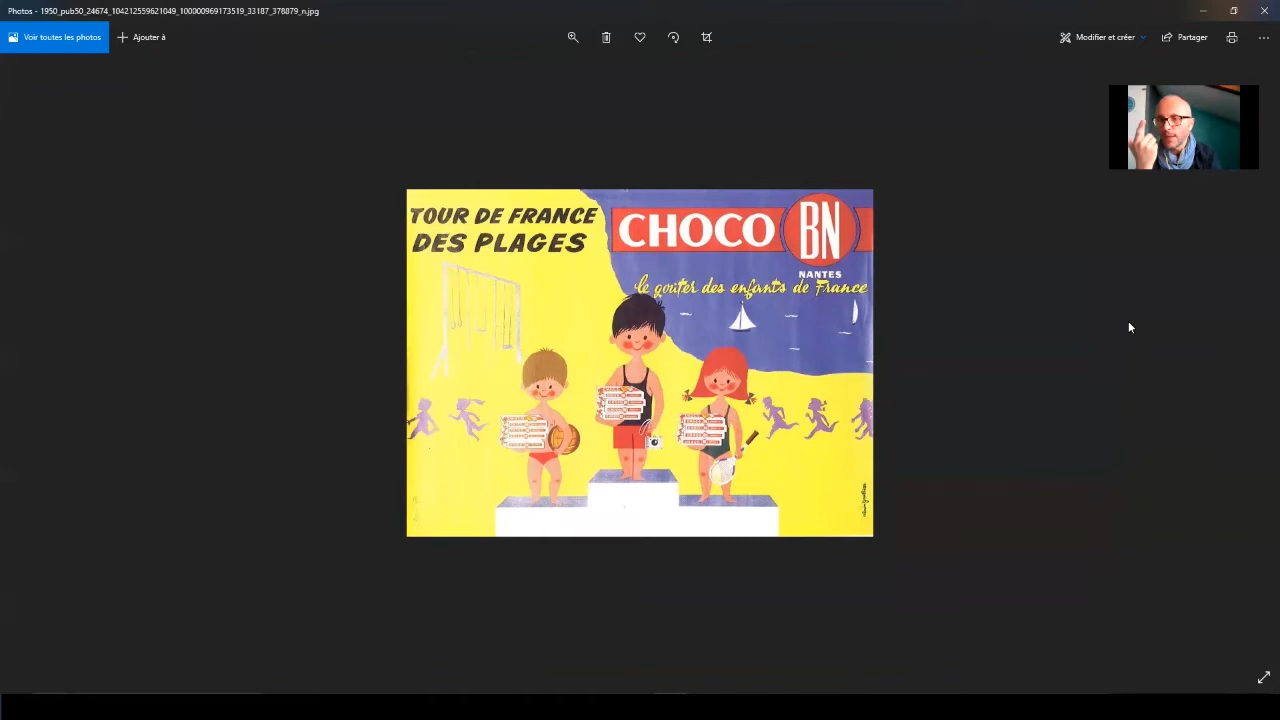 Photos - 1950_pub50_24674_104212559621049_100000969173519_33187_378879_n.jpg
Voir toutes les photos
Ajouter à
Modifier et créer
Partager
TOUR DE FRANCE
DES PLAGES
CHOCO BN
NANTES
le goûter des enfants de France